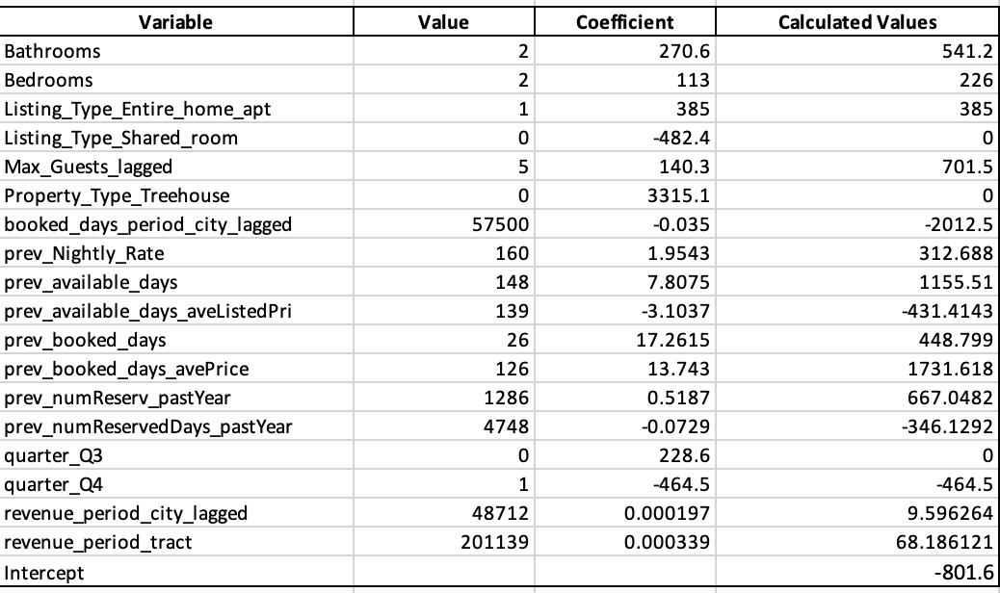 Variable Value Coefficient Calculated Values
Bathrooms 2 270.6 541.2
Bedrooms 2 113 226
Listing_Type_Entire_home_apt 1 385 385
Listing_Type_Shared_room 0 -482.4 0
Max_Guests_lagged 5 140.3 701.5
Property_Type_Treehouse 0 3315.1 0
booked_days_period_city_lagged 57500 -0.035 -2012.5
prev_Nightly_Rate 160 1.9543 312.688
prev_available_days 148 7.8075 1155.51
prev_available_days_aveListedPri 139 -3.1037 -431.4143
prev_booked_days 26 17.2615 448.799
prev_booked_days_avePrice 126 13.743 1731.618
prev_numReserv_pastYear 1286 0.5187 667.0482
prev_numReservedDays_pastYear 4748 -0.0729 -346.1292
quarter_Q3 0 228.6 0
quarter_Q4 1 -464.5 -464.5
revenue_period_city_lagged 48712 0.000197 9.596264
revenue_period_tract 201139 0.000339 68.186121
Intercept -801.6